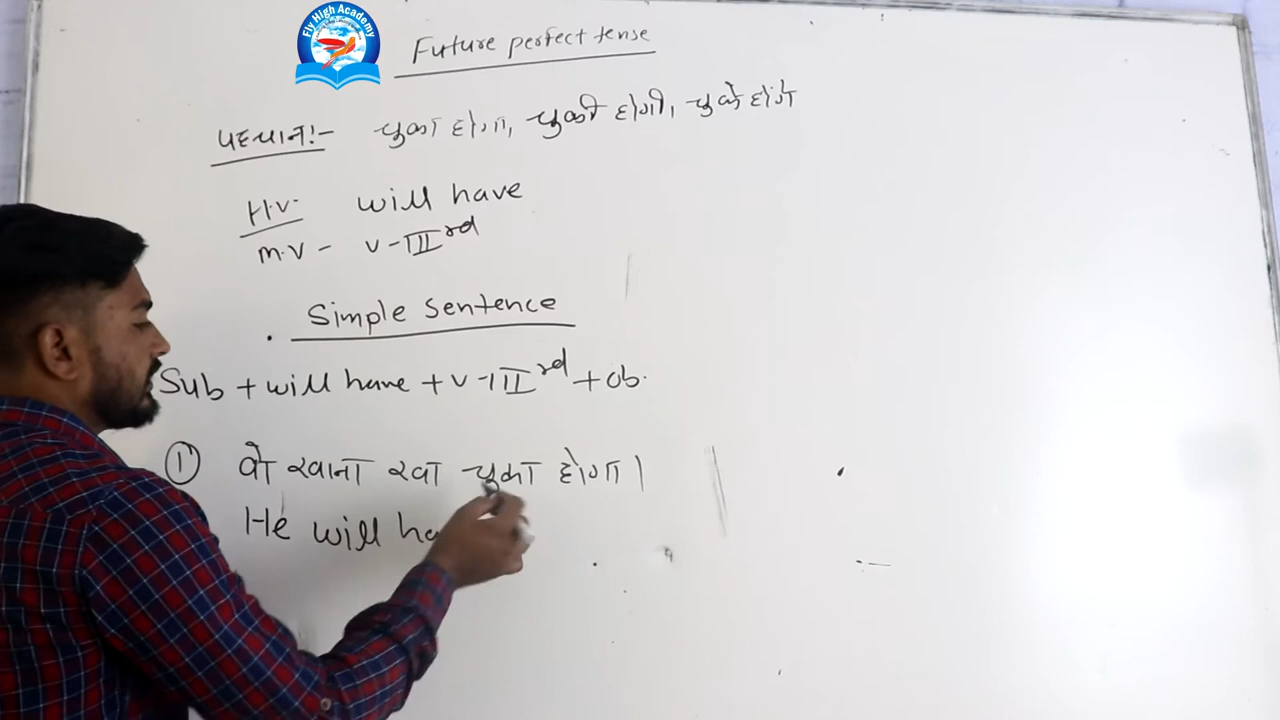 Fly High Academy
Future perfect tense
पहचान:- चुका होगा, चुकी होगी, चुके होंगे
H.V. will have
M.V - V-IIIrd
Simple sentence
Sub + will have + V-IIIrd + ob.
① वो खाना खा चुका होगा।
He will ha